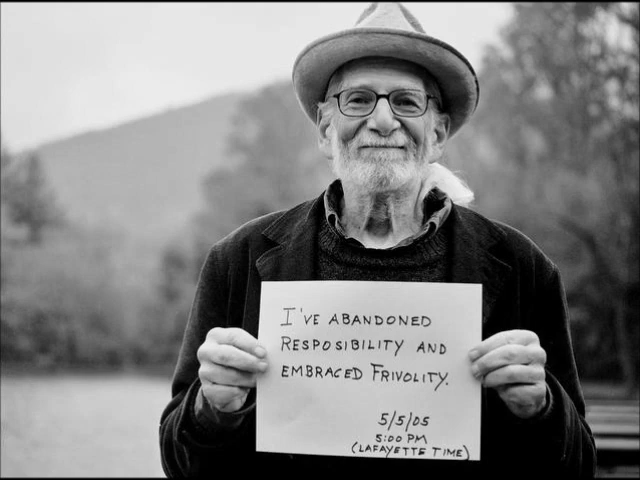 I'VE ABANDONED
RESPOSIBILITY AND
EMBRACED FRIVOLITY.
5/5/05
5:00 PM
(LAFAYETTE TIME)